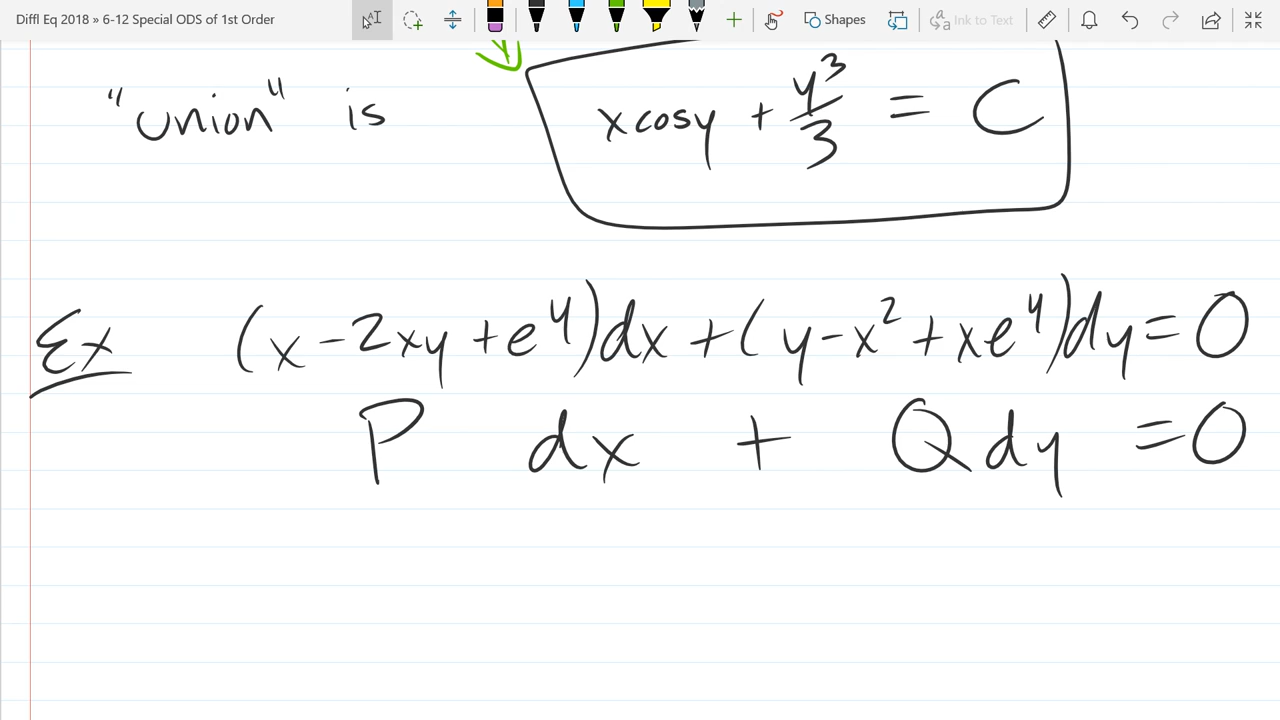 Diffl Eq 2018 » 6-12 Special ODS of 1st Order
Shapes
Ink to Text
"union" is x cos y + y³/3 = C
Ex (x - 2xy + e^y)dx + (y - x² + xe^y)dy = 0
P dx + Q dy = 0